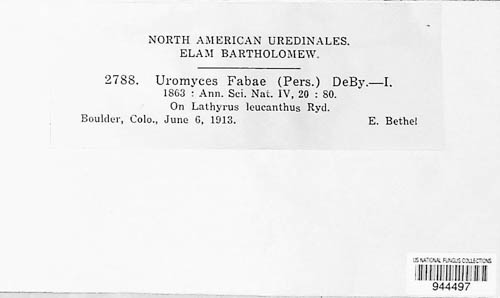 NORTH AMERICAN UREDINALES.
ELAM BARTHOLOMEW.
2788. Uromyces Fabae (Pers.) DeBy.—I.
1863 : Ann. Sci. Nat. IV, 20 : 80.
On Lathyrus leucanthus Ryd.
Boulder, Colo., June 6, 1913. E. Bethel
US NATIONAL FUNGUS COLLECTIONS
944497